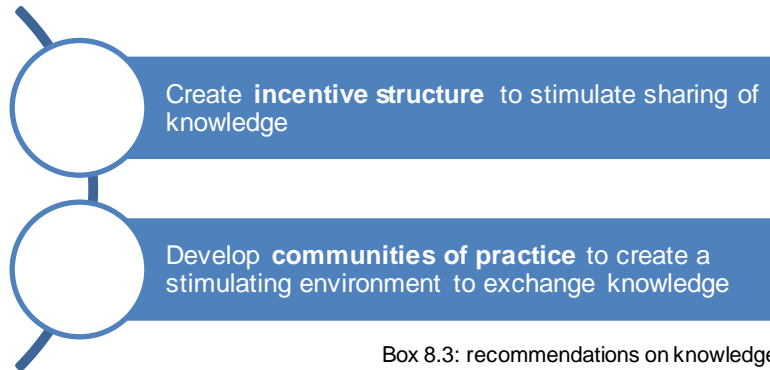 Create incentive structure to stimulate sharing of
knowledge
Develop communities of practice to create a
stimulating environment to exchange knowledge
Box 8.3: recommendations on knowledge